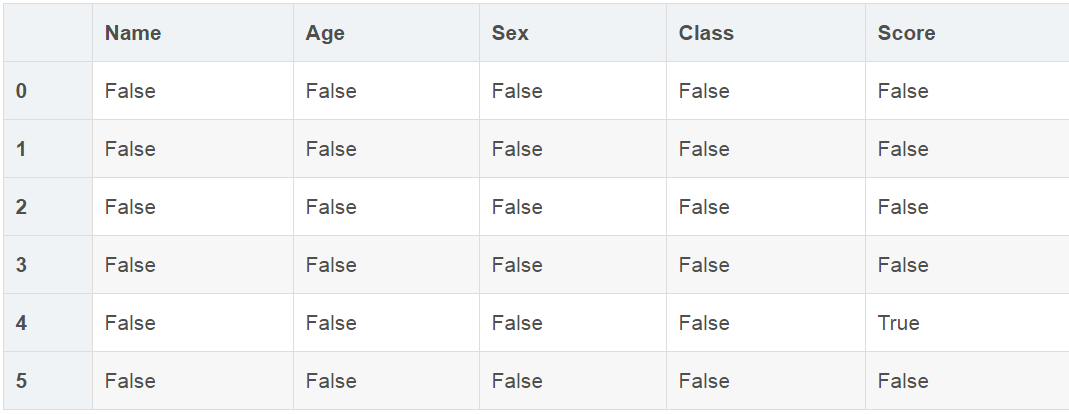 Name Age Sex Class Score
0 False False False False False
1 False False False False False
2 False False False False False
3 False False False False False
4 False False False False True
5 False False False False False